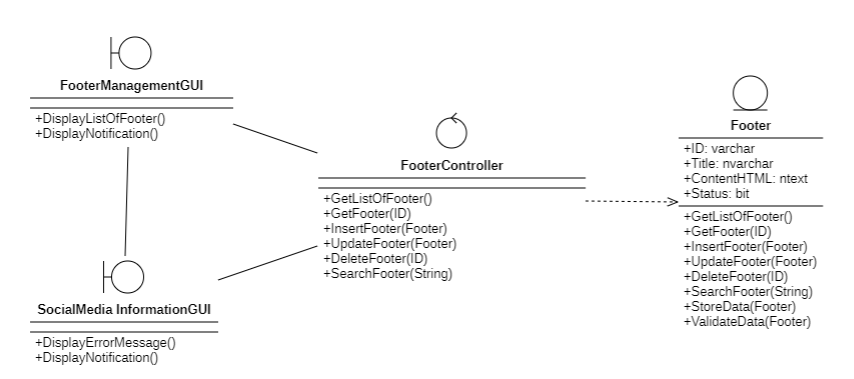 FooterManagementGUI
+DisplayListOfFooter()
+DisplayNotification()
SocialMedia InformationGUI
+DisplayErrorMessage()
+DisplayNotification()
FooterController
+GetListOfFooter()
+GetFooter(ID)
+InsertFooter(Footer)
+UpdateFooter(Footer)
+DeleteFooter(ID)
+SearchFooter(String)
Footer
+ID: varchar
+Title: nvarchar
+ContentHTML: ntext
+Status: bit
+GetListOfFooter()
+GetFooter(ID)
+InsertFooter(Footer)
+UpdateFooter(Footer)
+DeleteFooter(ID)
+SearchFooter(String)
+StoreData(Footer)
+ValidateData(Footer)